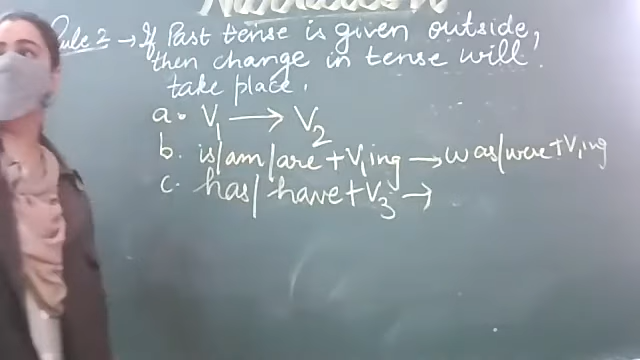 Narration
Rule 2 → If Past tense is given outside,
then change in tense will
take place.
a. V1 → V2
b. is/am/are + V1ing → was/were + V1ing
c. has/have + V3 →